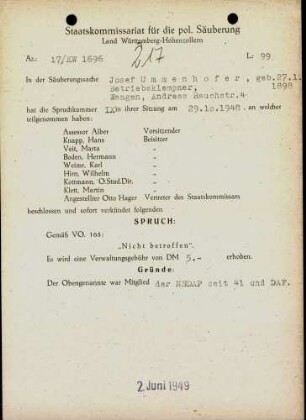 Staatskommissariat für die pol. Säuberung
Land Württemberg-Hohenzollern
Az: 17/KW 1696
217
L: 99
In der Säuberungssache Josef Ummenhofer, geb.27.1.
1898
Betriebsklempner,
Wangen, Andreas Rauchstr.4
hat die Spruchkammer IX in ihrer Sitzung am 29.10.1948, an welcher
teilgenommen haben:
Assessor Alber Vorsitzender
Knapp, Hans Beisitzer
Veit, Marta "
Boden, Hermann "
Weiser, Karl "
Hirn, Wilhelm "
Kottmann, O.Stud.Dir. "
Klett, Martin "
Angestellter Otto Hager Vertreter des Staatskommissars
beschlossen und sofort verkündet folgenden
SPRUCH:
Gemäß VO. 165:
„Nicht betroffen".
Es wird eine Verwaltungsgebühr von DM 5.- erhoben.
Gründe:
Der Obengenannte war Mitglied der NSDAP seit 41 und DAF.
2. Juni 1949